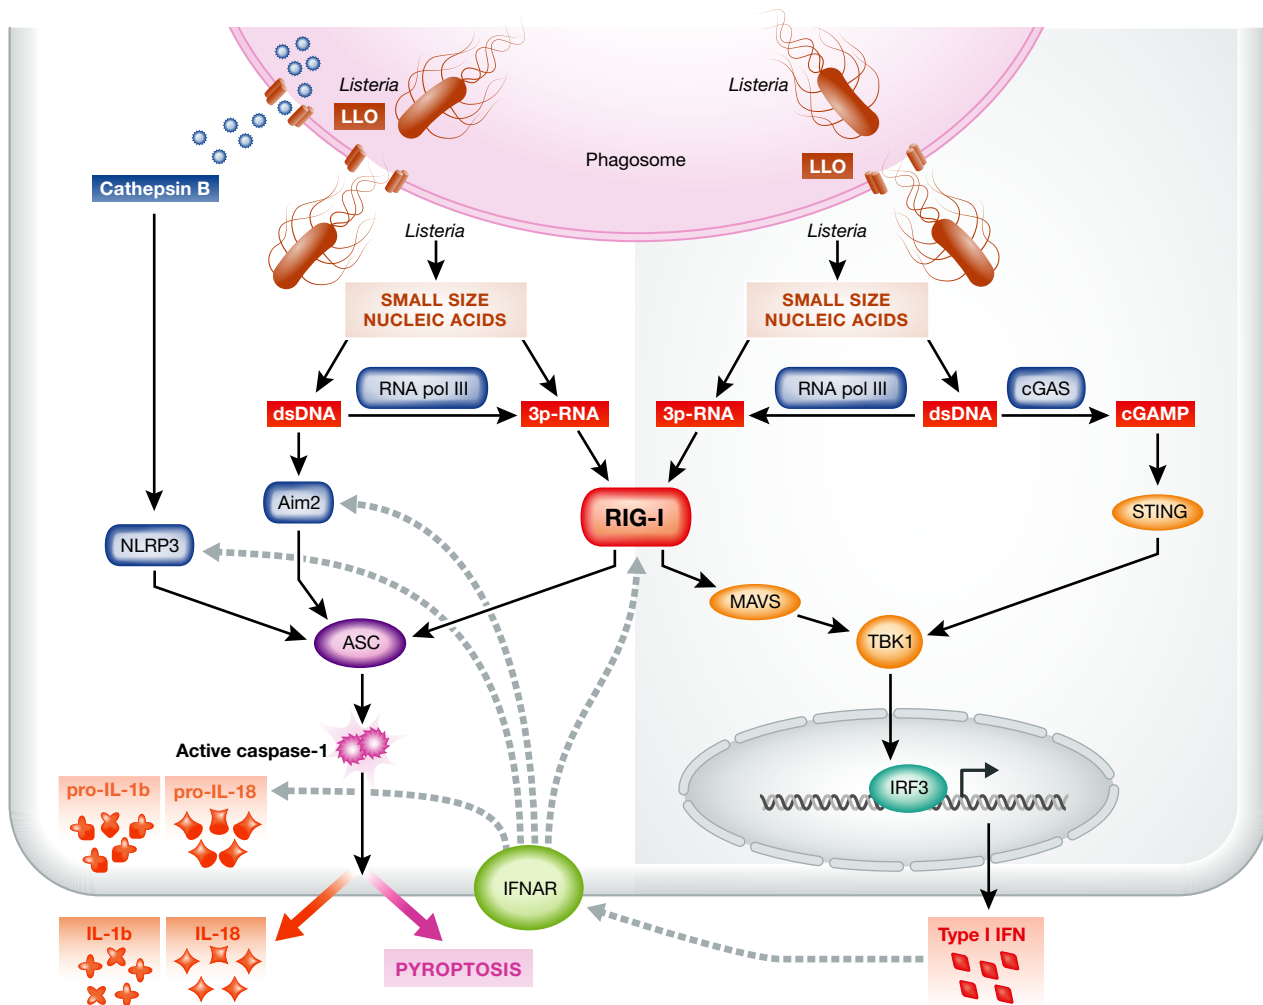 Listeria
LLO
Listeria
LLO
Phagosome
Cathepsin B
Listeria
Listeria
SMALL SIZE
NUCLEIC ACIDS
SMALL SIZE
NUCLEIC ACIDS
RNA pol III
RNA pol III
cGAS
dsDNA
3p-RNA
3p-RNA
dsDNA
cGAMP
Aim2
RIG-I
STING
NLRP3
MAVS
ASC
TBK1
Active caspase-1
pro-IL-1b
pro-IL-18
IRF3
IFNAR
IL-1b
IL-18
PYROPTOSIS
Type I IFN